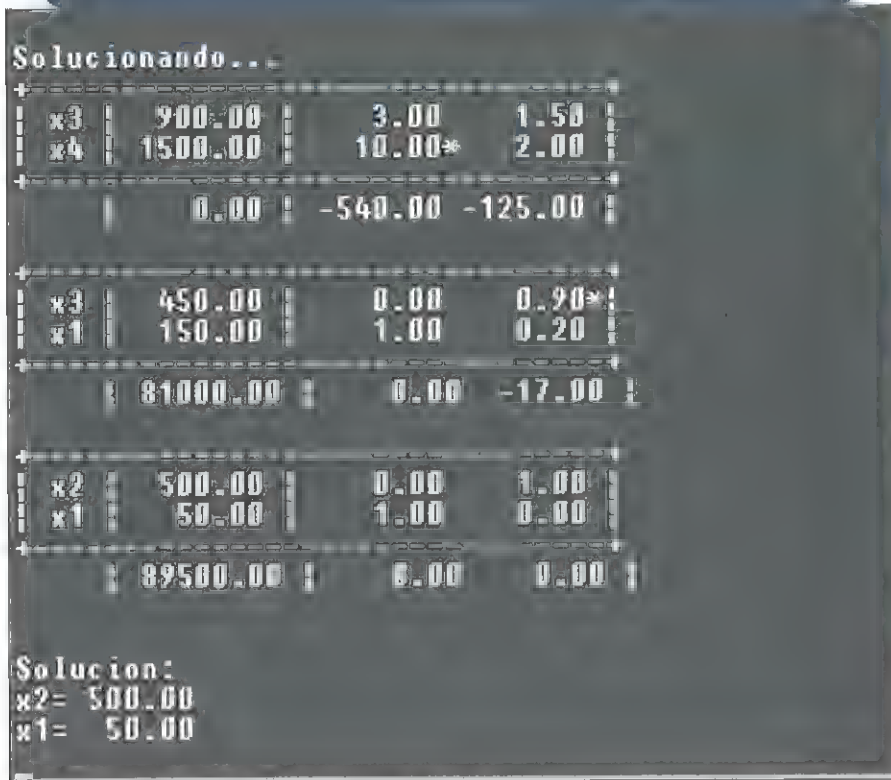 Solucionando...
x3 | 900.00 | 3.00 1.50 |
x4 | 1500.00 | 10.00* 2.00 |
| 0.00 | -540.00 -125.00 |
x3 | 450.00 | 0.00 0.90* |
x1 | 150.00 | 1.00 0.20 |
| 81000.00 | 0.00 -17.00 |
x2 | 500.00 | 0.00 1.00 |
x1 | 50.00 | 1.00 0.00 |
| 89500.00 | 0.00 0.00 |
Solucion:
x2= 500.00
x1= 50.00